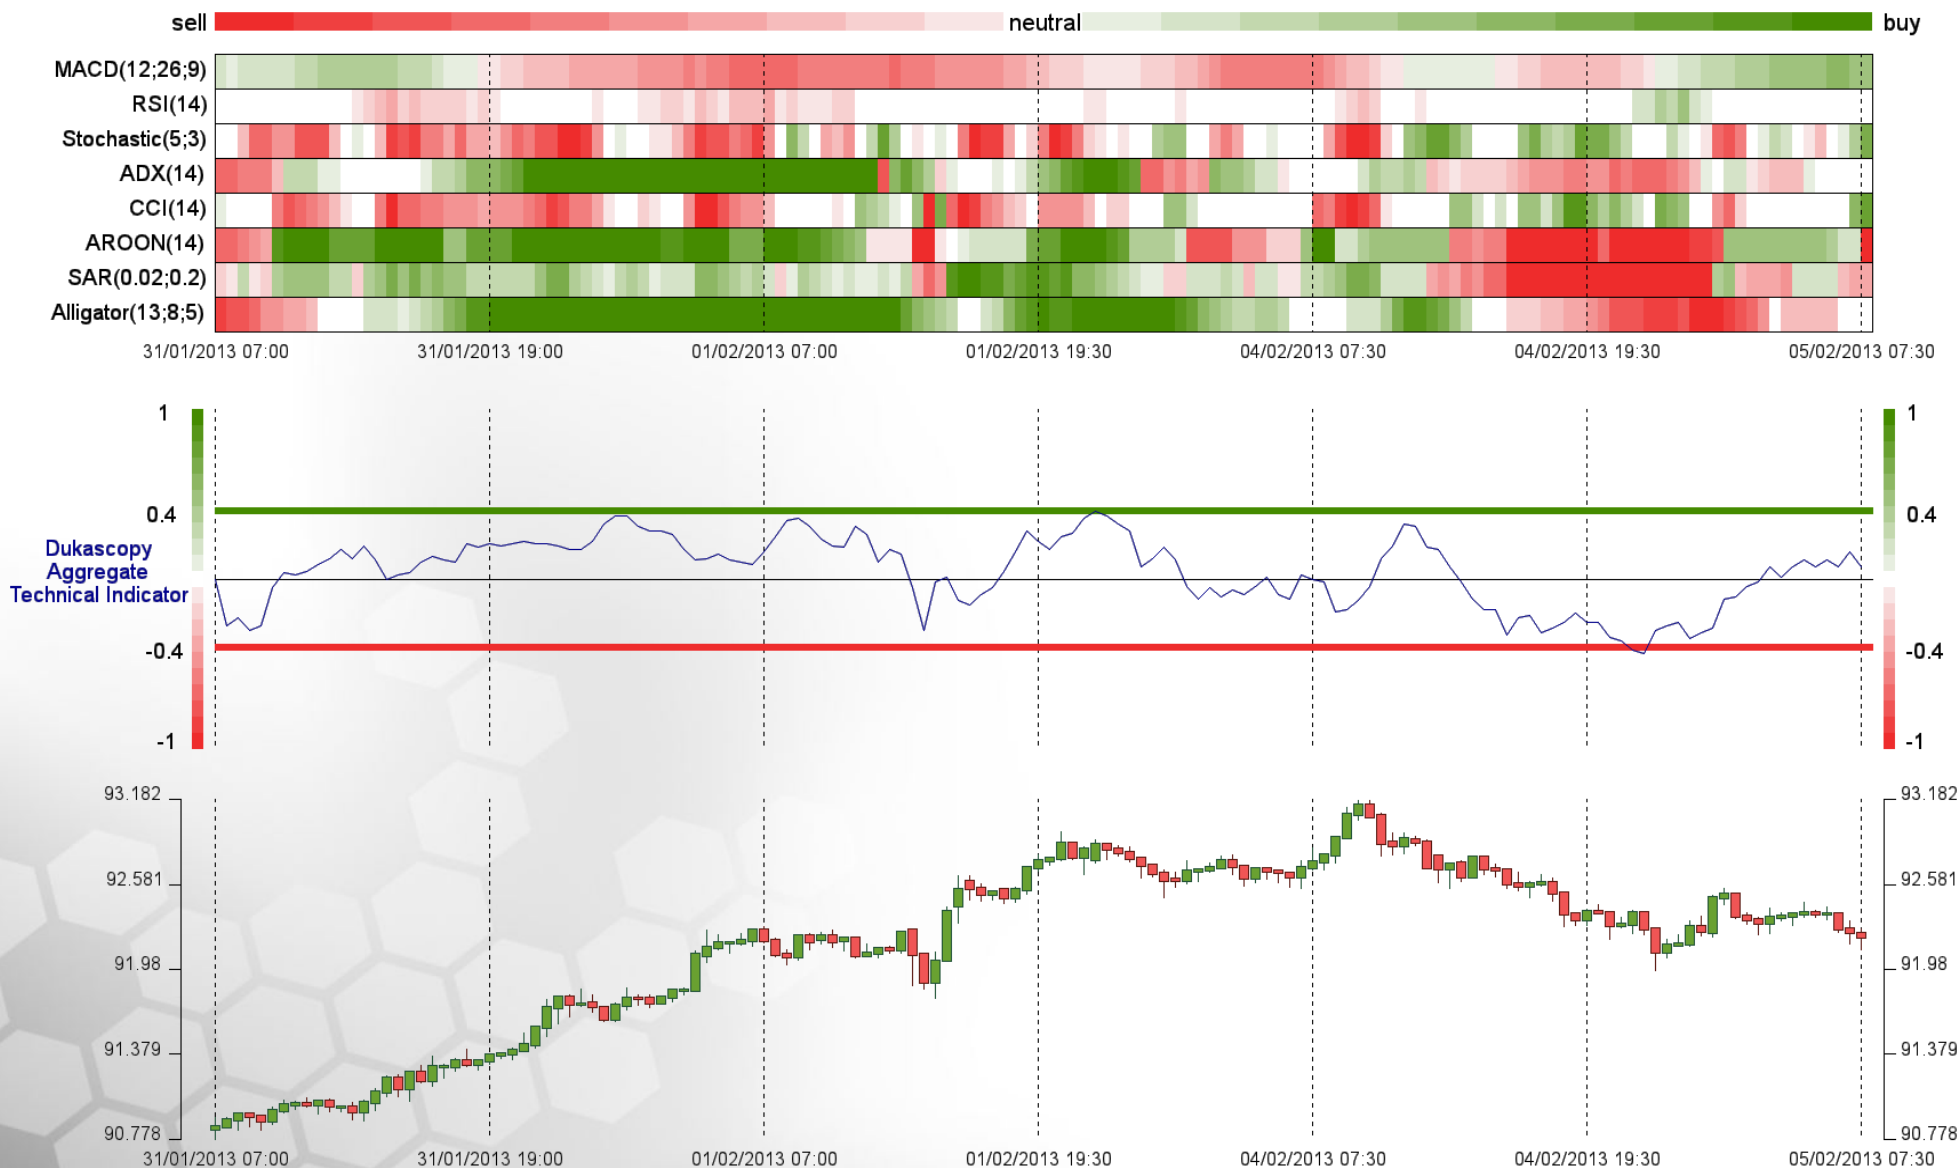 sell neutral buy
MACD(12;26;9)
RSI(14)
Stochastic(5;3)
ADX(14)
CCI(14)
AROON(14)
SAR(0.02;0.2)
Alligator(13;8;5)
31/01/2013 07:00 31/01/2013 19:00 01/02/2013 07:00 01/02/2013 19:30 04/02/2013 07:30 04/02/2013 19:30 05/02/2013 07:30
1 1
0.4 0.4
Dukascopy
Aggregate
Technical Indicator
-0.4 -0.4
-1 -1
93.182 93.182
92.581 92.581
91.98 91.98
91.379 91.379
90.778 90.778
31/01/2013 07:00 31/01/2013 19:00 01/02/2013 07:00 01/02/2013 19:30 04/02/2013 07:30 04/02/2013 19:30 05/02/2013 07:30